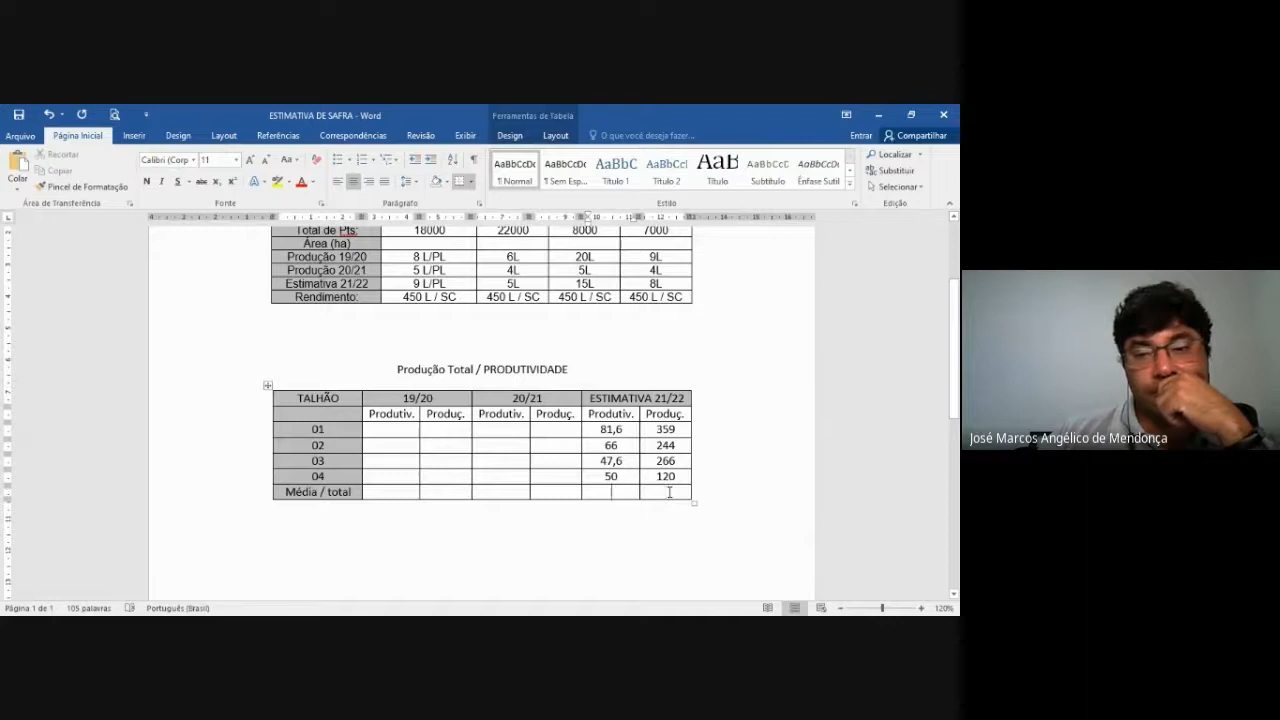 ESTIMATIVA DE SAFRA - Word
Ferramentas de Tabela
Arquivo Página Inicial Inserir Design Layout Referências Correspondências Revisão Exibir Design Layout O que você deseja fazer... Entrar Compartilhar
Colar
Recortar
Copiar
Pincel de Formatação
Calibri (Corp 11
AaBbCcDc AaBbCcDc AaBbC AaBbCcI AaB AaBbCcD AaBbCcDc
¶ Normal ¶ Sem Esp... Título 1 Título 2 Título Subtítulo Ênfase Sutil
Localizar
Substituir
Selecionar
Área de Transferência Fonte Parágrafo Estilo Edição
Total de Pts: 18000 22000 8000 7000
Área (ha)
Produção 19/20 8 L/PL 6L 20L 9L
Produção 20/21 5 L/PL 4L 5L 4L
Estimativa 21/22 9 L/PL 5L 15L 8L
Rendimento: 450 L / SC 450 L / SC 450 L / SC 450 L / SC
Produção Total / PRODUTIVIDADE
TALHÃO 19/20 20/21 ESTIMATIVA 21/22
Produtiv. Produç. Produtiv. Produç. Produtiv. Produç.
01 81,6 359
02 66 244
03 47,6 266
04 50 120
Média / total
José Marcos Angélico de Mendonça
Página 1 de 1 105 palavras Português (Brasil) 120%